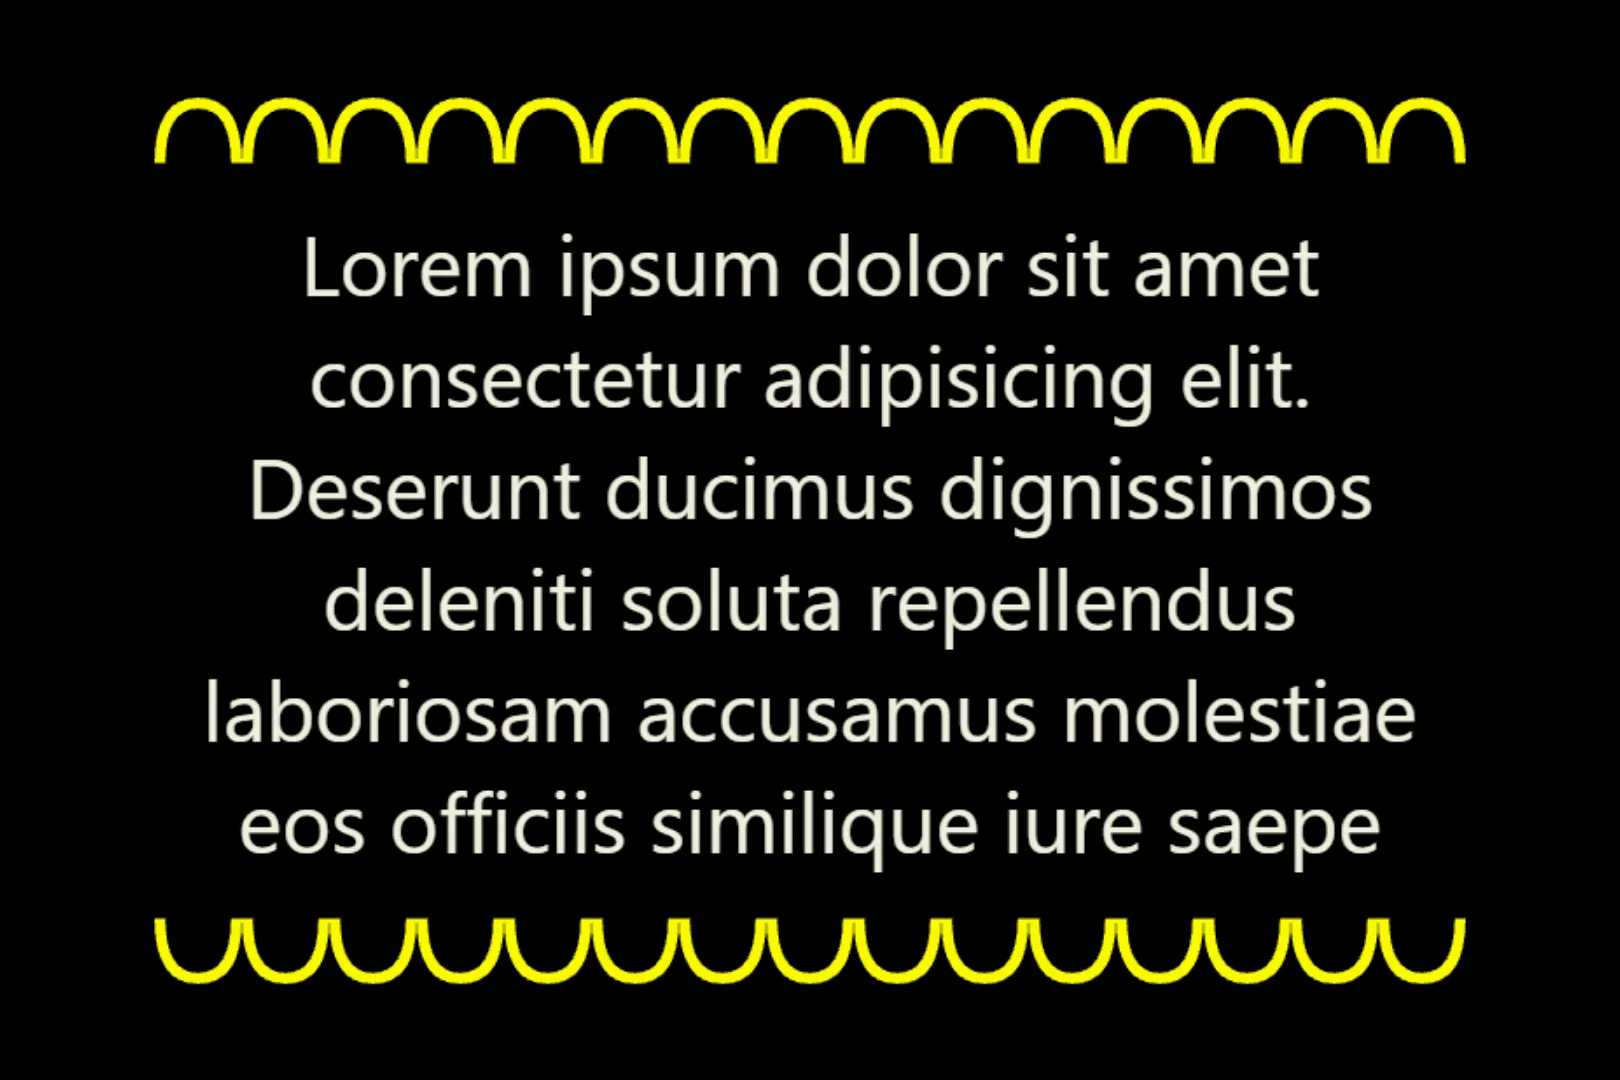 Lorem ipsum dolor sit amet
consectetur adipisicing elit.
Deserunt ducimus dignissimos
deleniti soluta repellendus
laboriosam accusamus molestiae
eos officiis similique iure saepe